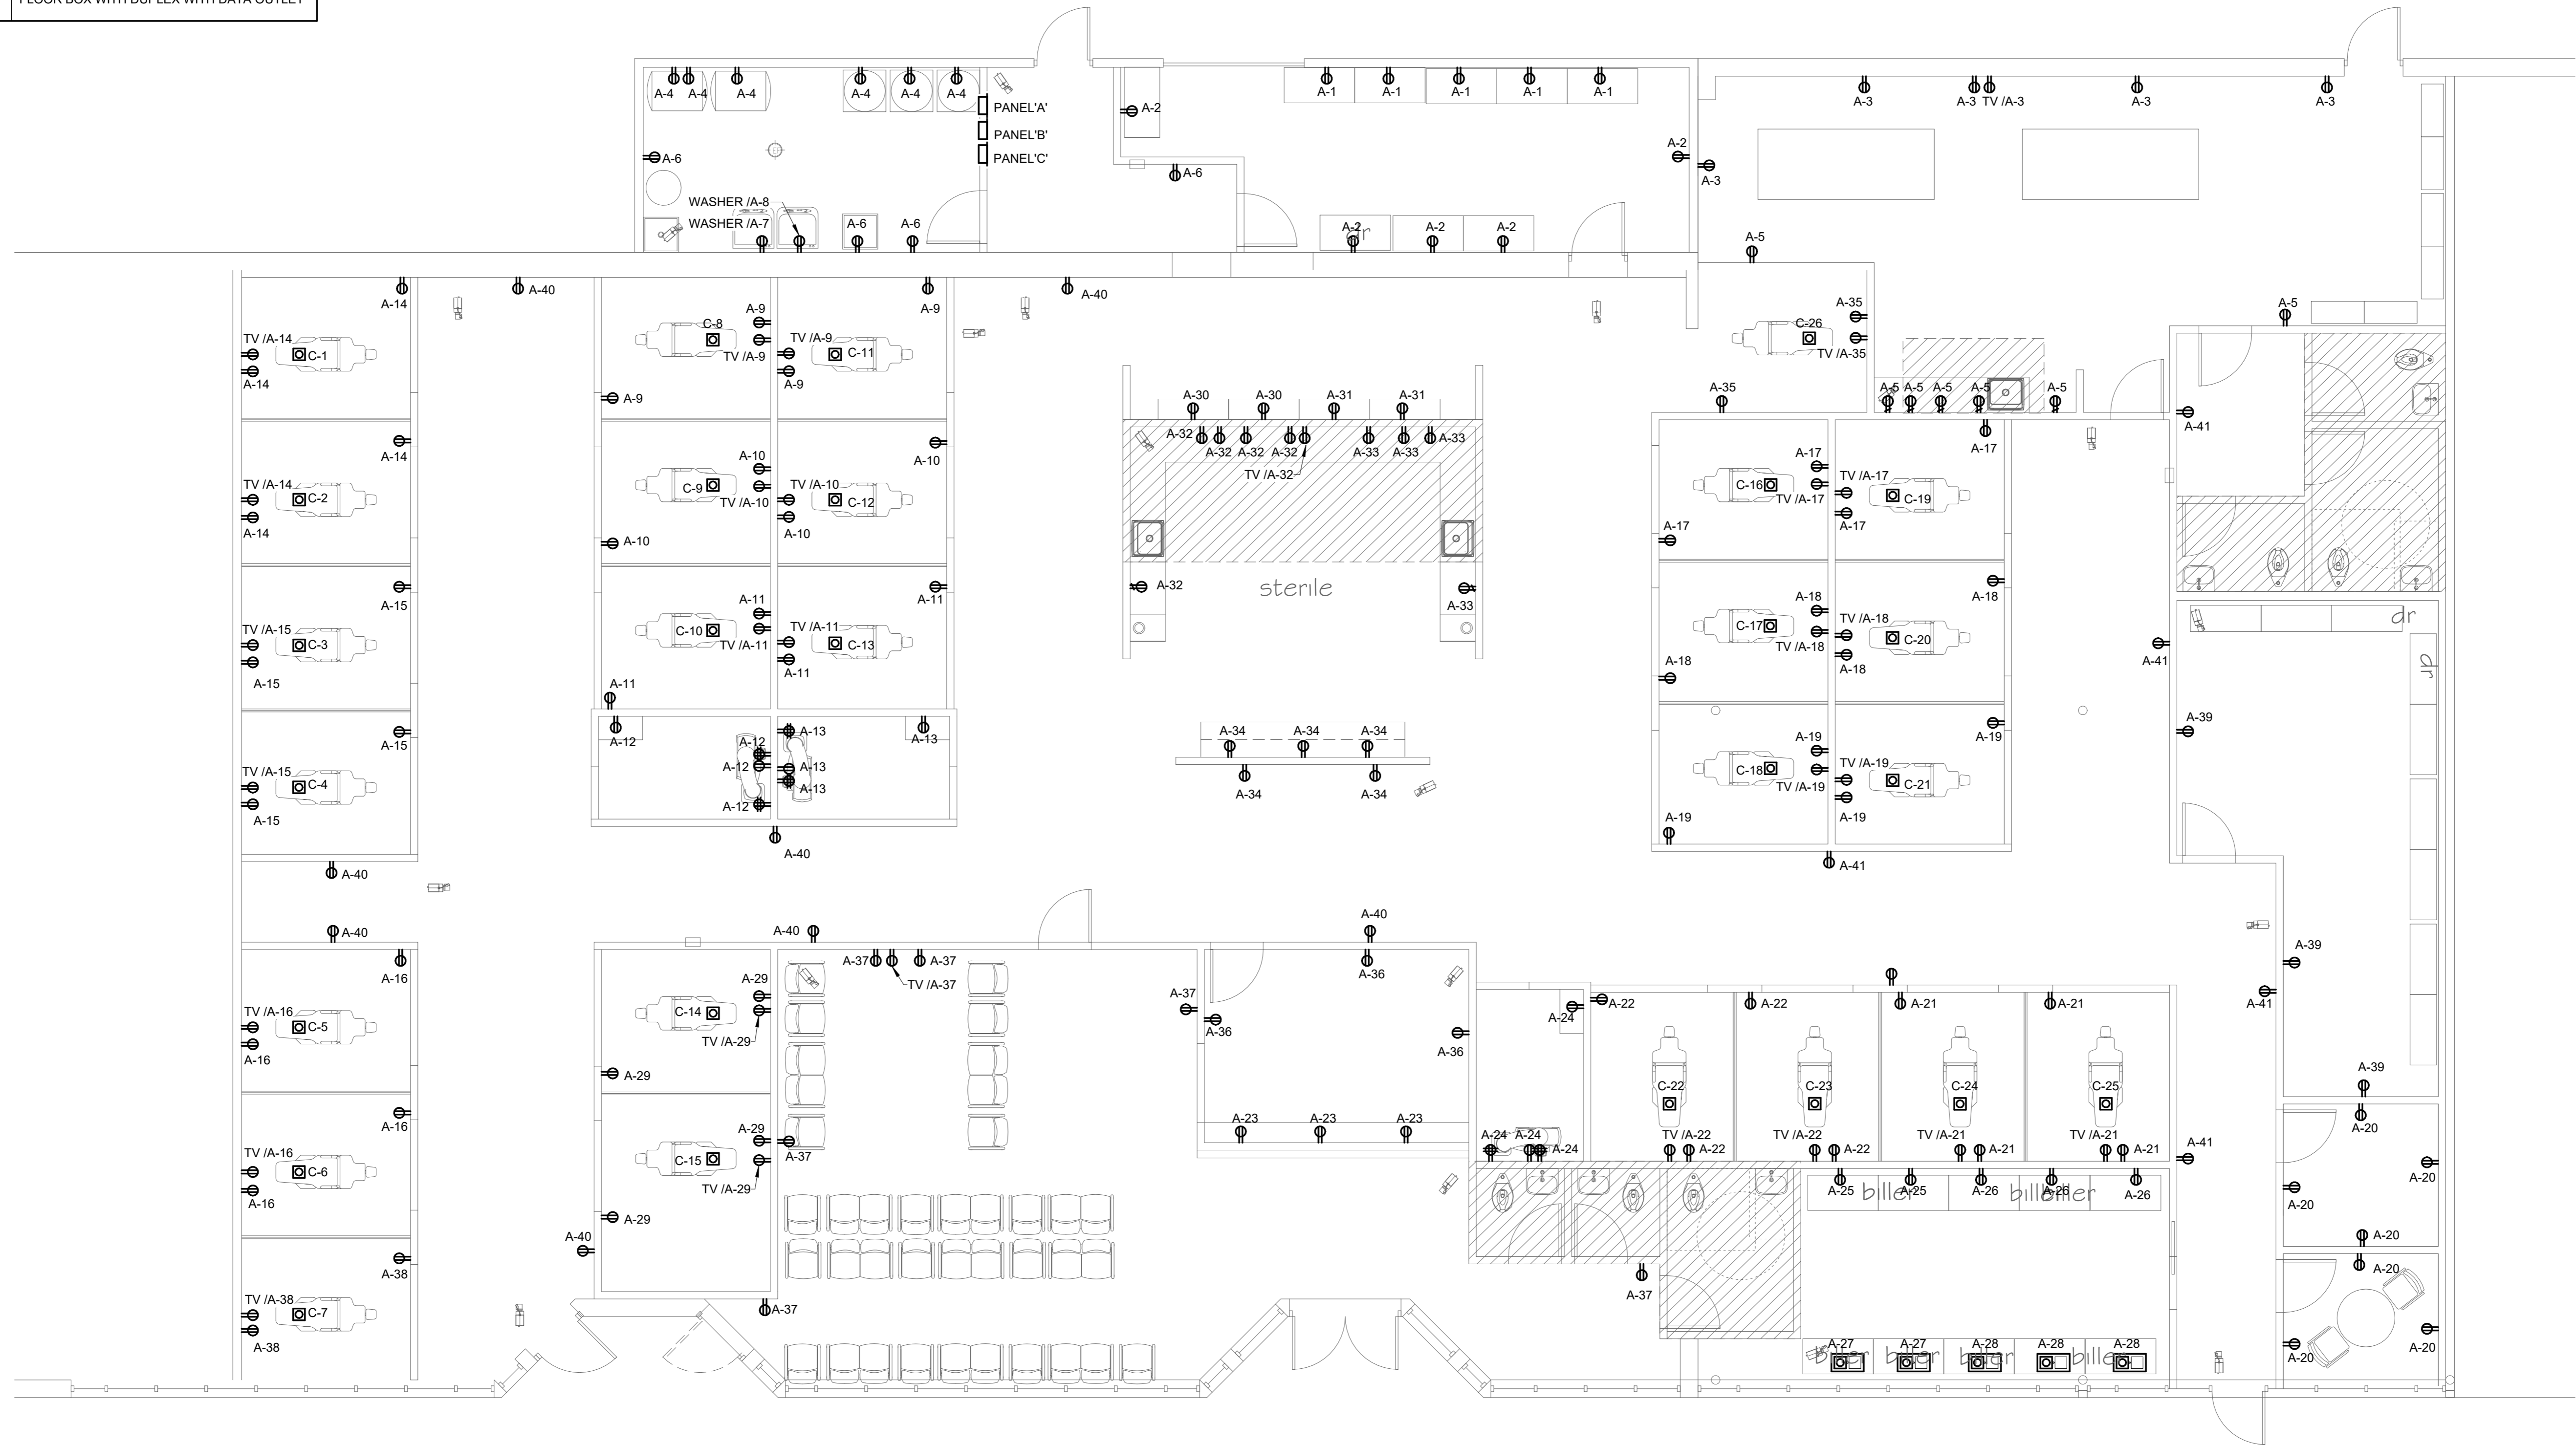 FLOOR BOX WITH DUPLEX WITH DATA OUTLET
A-4
A-4
A-4
A-4
A-4
A-4
PANEL'A'
PANEL'B'
PANEL'C'
A-6
WASHER /A-8
WASHER /A-7
A-6
A-6
A-2
A-6
A-1
A-1
A-1
A-1
A-1
A-2
A-2
dr
A-2
A-2
A-3
A-3
A-3
TV /A-3
A-3
A-3
A-5
A-5
A-14
A-40
TV /A-14
C-1
A-14
A-14
TV /A-14
C-2
A-14
A-15
TV /A-15
C-3
A-15
A-15
TV /A-15
C-4
A-15
A-40
A-9
C-8
TV /A-9
A-9
A-9
TV /A-9
C-11
A-9
A-40
A-10
C-9
TV /A-10
A-10
A-10
TV /A-10
C-12
A-10
A-11
C-10
TV /A-11
A-11
A-11
TV /A-11
C-13
A-11
A-12
A-12
A-12
A-12
A-13
A-13
A-13
A-13
A-40
A-30
A-30
A-31
A-31
A-32
A-32
A-32
A-32
A-33
A-33
A-33
TV /A-32
A-32
sterile
A-33
A-34
A-34
A-34
A-34
A-34
A-35
C-26
TV /A-35
A-35
A-5
A-5
A-5
A-5
A-5
A-17
A-17
C-16
TV /A-17
TV /A-17
C-19
A-17
A-17
A-18
A-18
C-17
TV /A-18
TV /A-18
C-20
A-18
A-18
A-19
A-19
C-18
TV /A-19
TV /A-19
C-21
A-19
A-19
A-41
A-41
A-41
dr
dr
A-39
A-39
A-41
A-39
A-40
A-16
TV /A-16
C-5
A-16
A-16
TV /A-16
C-6
A-16
A-38
TV /A-38
C-7
A-38
A-40
A-29
C-14
TV /A-29
A-29
A-29
C-15
TV /A-29
A-29
A-40
A-37
A-37
A-37
TV /A-37
A-37
A-37
A-40
A-36
A-36
A-36
A-23
A-23
A-23
A-24
A-24
A-24
A-24
A-22
A-22
A-21
A-21
C-22
C-23
C-24
C-25
TV /A-22
A-22
TV /A-22
A-22
TV /A-21
A-21
TV /A-21
A-21
A-41
A-25
biller
A-25
A-26
biller
A-26
biller
A-26
A-37
A-27
A-27
A-28
A-28
A-28
biller
biller
biller
biller
A-20
A-20
A-20
A-20
A-20
A-20
A-20